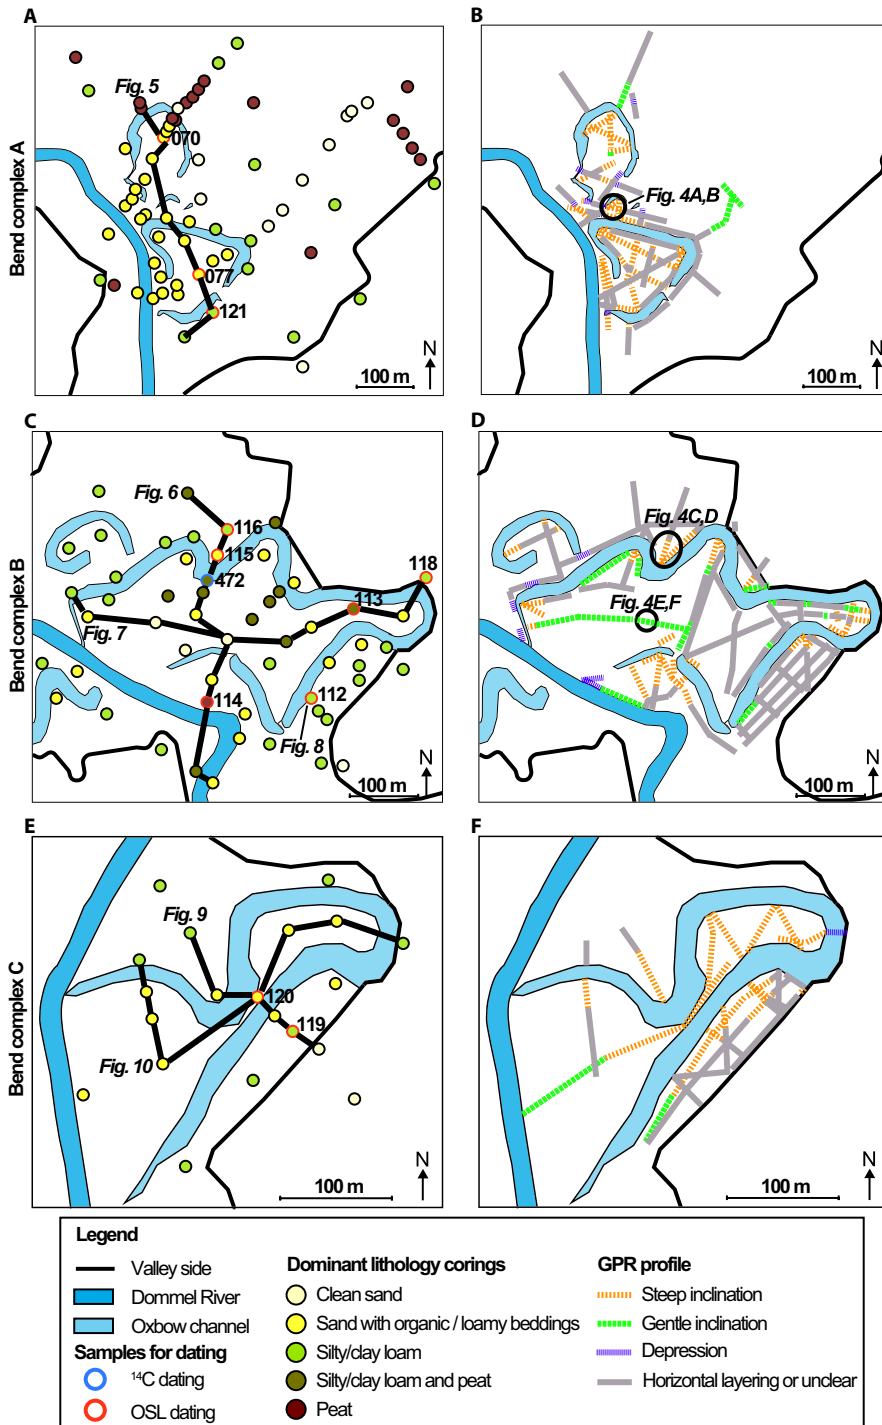 A
B
Bend complex A
Fig. 5
070
077
121
100 m
N
Fig. 4A,B
100 m
N
C
D
Bend complex B
Fig. 6
116
115
472
118
113
Fig. 7
114
112
Fig. 8
100 m
N
Fig. 4C,D
Fig. 4E,F
100 m
N
E
F
Bend complex C
Fig. 9
120
119
Fig. 10
100 m
N
100 m
N
Legend
Valley side
Dommel River
Oxbow channel
Samples for dating
¹⁴C dating
OSL dating
Dominant lithology corings
Clean sand
Sand with organic / loamy beddings
Silty/clay loam
Silty/clay loam and peat
Peat
GPR profile
Steep inclination
Gentle inclination
Depression
Horizontal layering or unclear